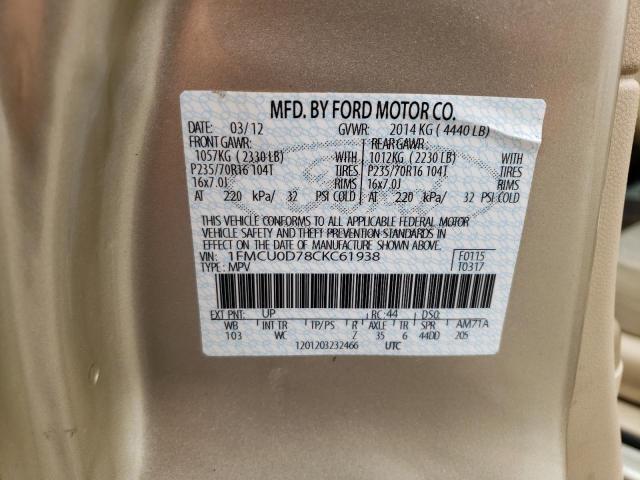 MFD. BY FORD MOTOR CO.
DATE: 03/12 GVWR: 2014 KG ( 4440 LB)
FRONT GAWR: REAR GAWR:
1057KG ( 2330 LB) WITH 1012KG ( 2230 LB) WITH
P235/70R16 104T TIRES P235/70R16 104T TIRES
16x7.0J RIMS 16x7.0J RIMS
AT 220 kPa/ 32 PSI COLD AT 220 kPa/ 32 PSI COLD
THIS VEHICLE CONFORMS TO ALL APPLICABLE FEDERAL MOTOR
VEHICLE SAFETY AND THEFT PREVENTION STANDARDS IN
EFFECT ON THE DATE OF MANUFACTURE SHOWN ABOVE.
VIN: 1FMCU0D78CKC61938 F0115
TYPE: MPV T0317
EXT PNT: UP RC: 44 DSO:
WB INT TR TP/PS R AXLE TR SPR AM71A
103 WC Z 35 6 44DD 205
1201203232466 UTC